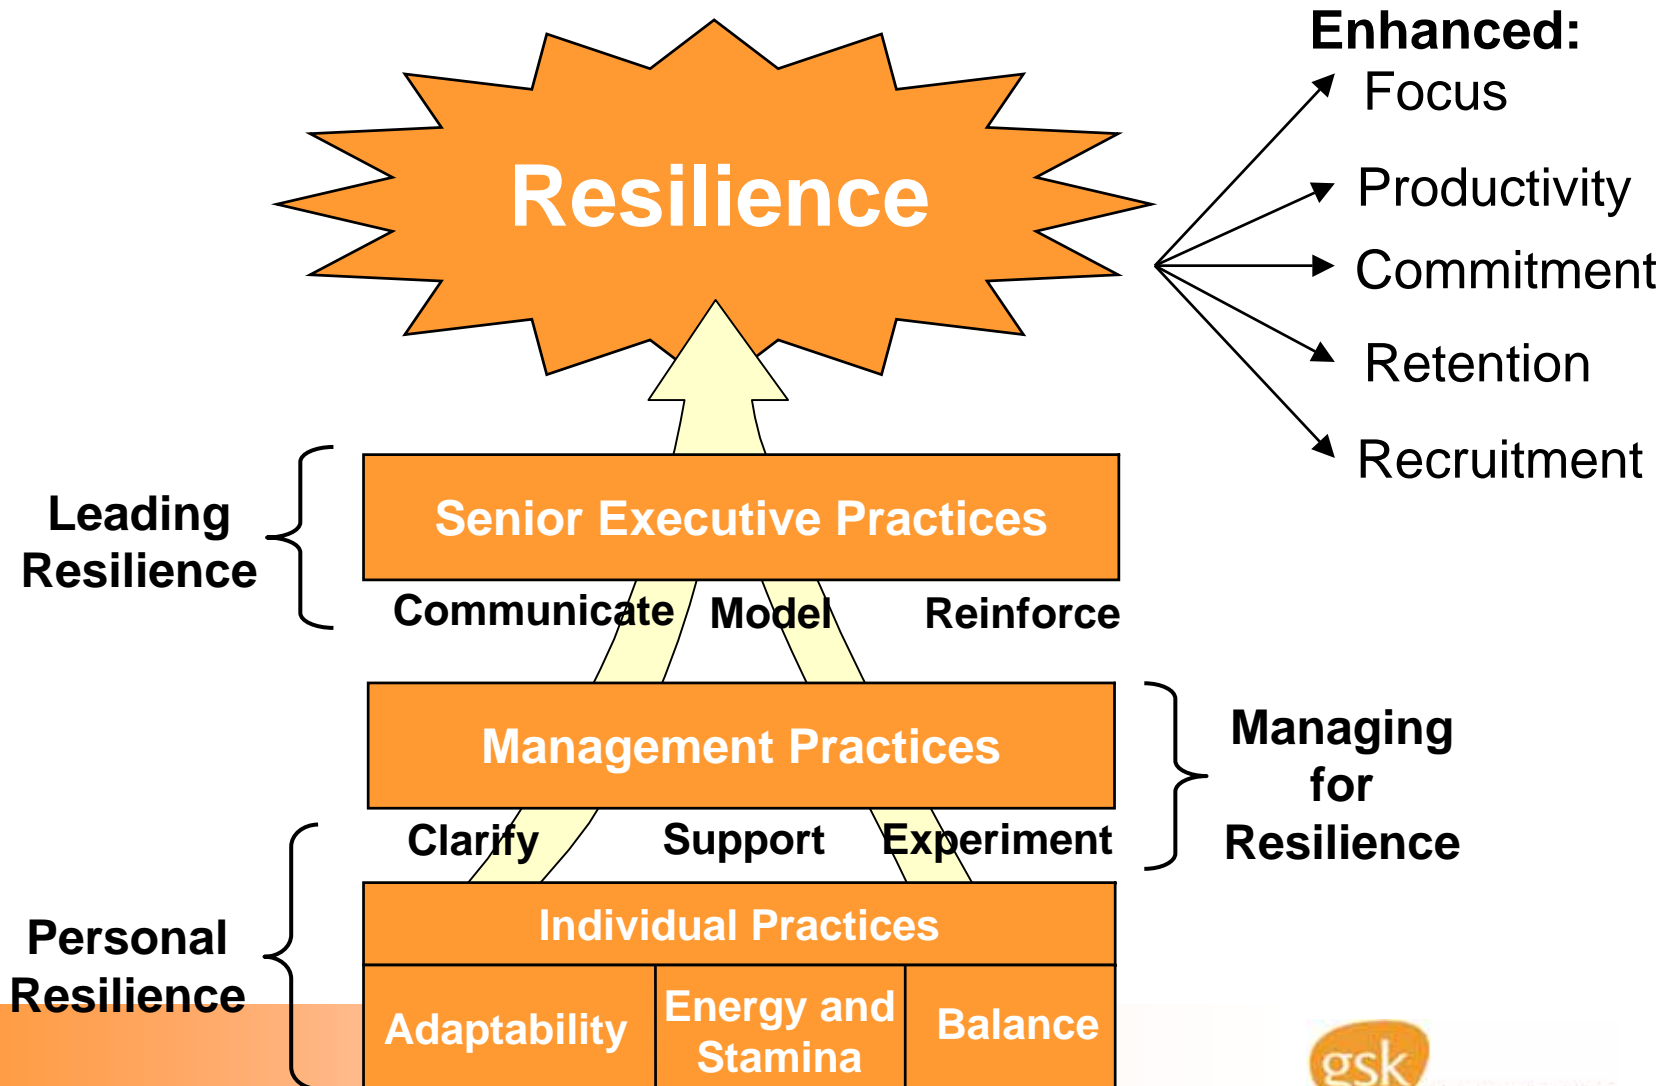 Enhanced:
Focus
Resilience
Productivity
Commitment
Retention
Recruitment
Leading
Resilience
Senior Executive Practices
Communicate Model Reinforce
Management Practices
Managing
for
Resilience
Clarify Support Experiment
Personal
Resilience
Individual Practices
Adaptability
Energy and
Stamina
Balance
gsk